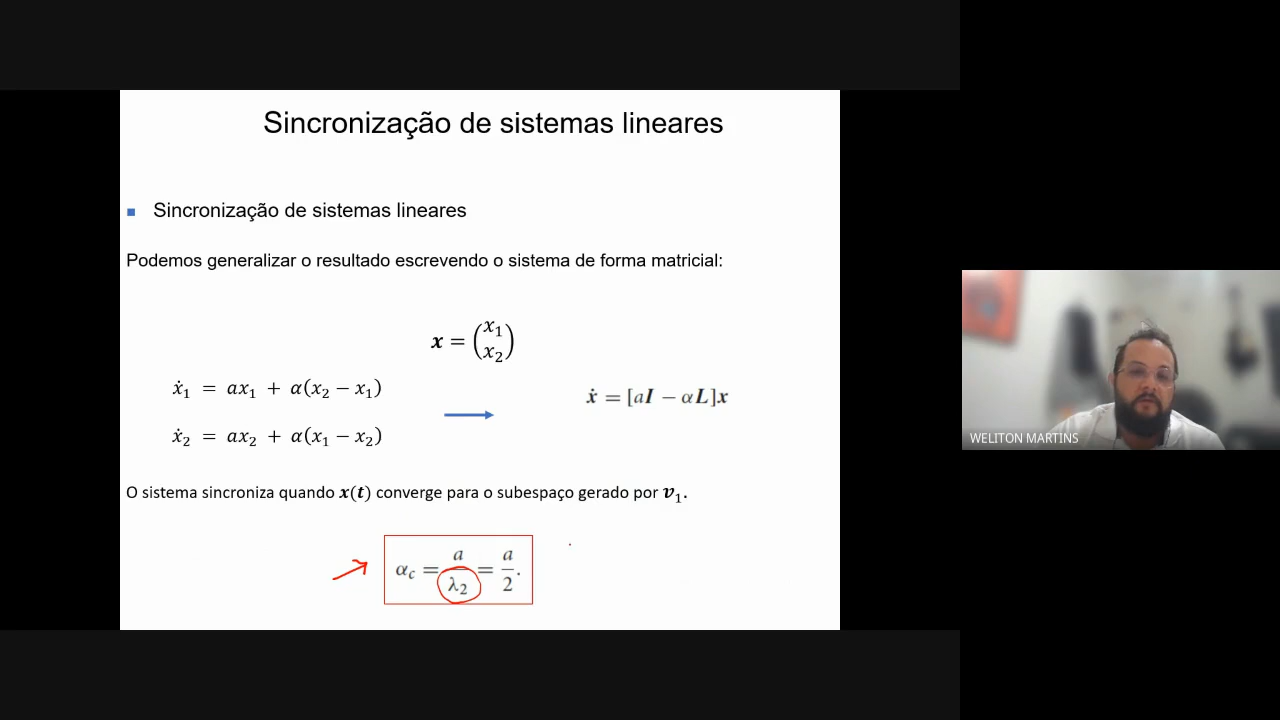 Sincronização de sistemas lineares
Sincronização de sistemas lineares
Podemos generalizar o resultado escrevendo o sistema de forma matricial:
x = (x₁ x₂)
ẋ₁ = ax₁ + α(x₂ − x₁)
ẋ = [aI − αL]x
ẋ₂ = ax₂ + α(x₁ − x₂)
O sistema sincroniza quando x(t) converge para o subespaço gerado por v₁.
α_c = a/λ₂ = a/2.
WELITON MARTINS